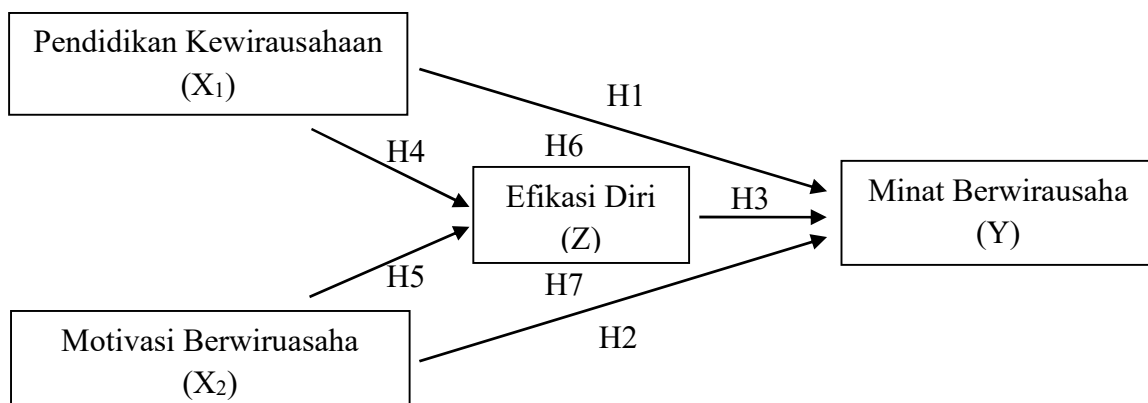 Pendidikan Kewirausahaan
(X₁)
H1
H4
H6
Efikasi Diri
(Z)
H3
Minat Berwirausaha
(Y)
H5
H7
H2
Motivasi Berwiruasaha
(X₂)